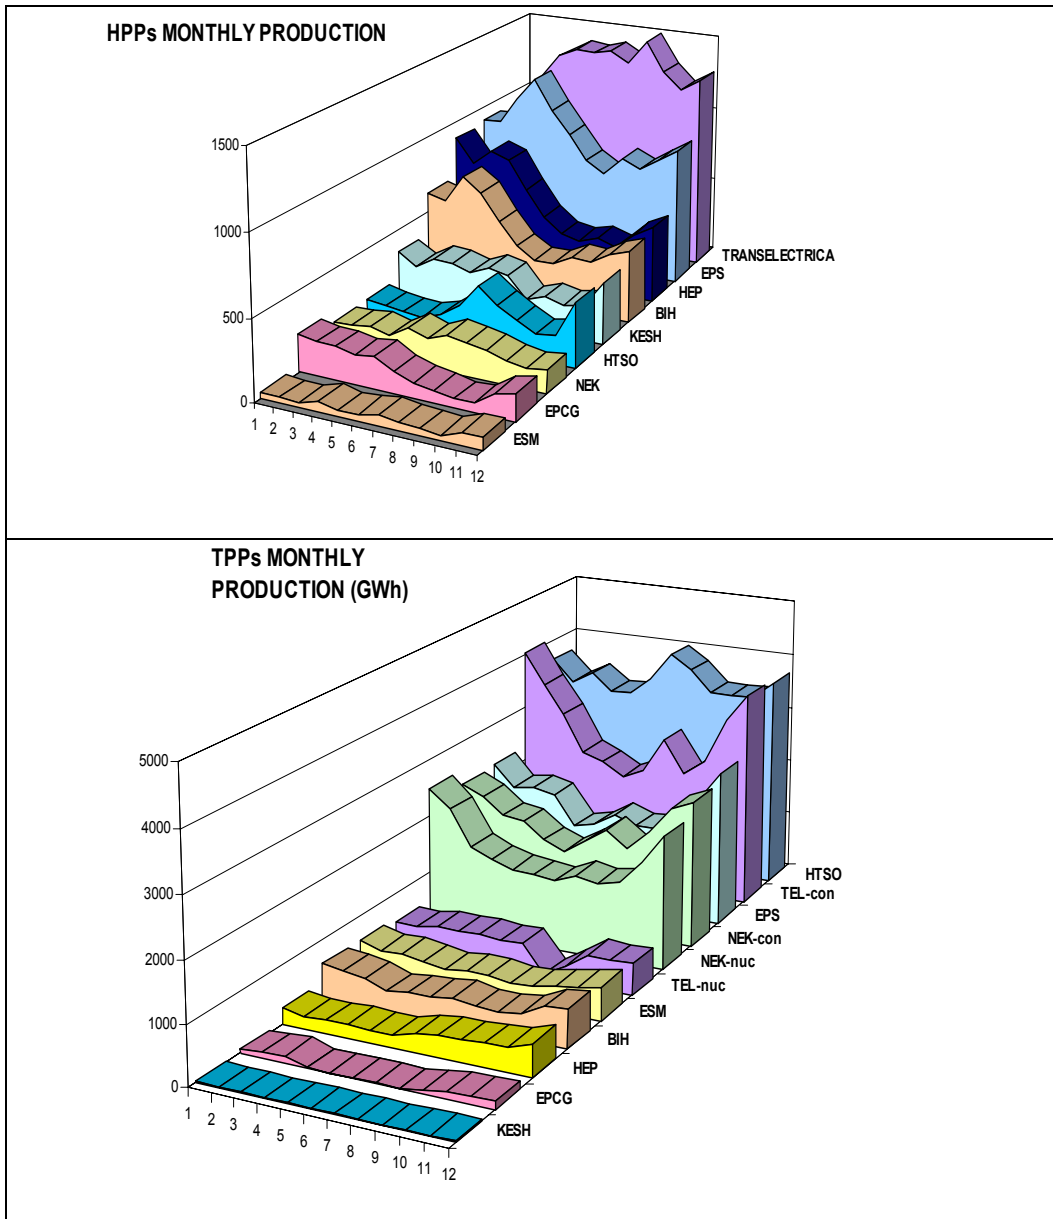 HPPs MONTHLY PRODUCTION
1500
1000
500
0
1 2 3 4 5 6 7 8 9 10 11 12
ESM
EPCG
NEK
HTSO
KESH
BIH
HEP
EPS
TRANSELECTRICA
TPPs MONTHLY
PRODUCTION (GWh)
5000
4000
3000
2000
1000
0
1 2 3 4 5 6 7 8 9 10 11 12
KESH
EPCG
HEP
BIH
ESM
TEL-nuc
NEK-nuc
NEK-con
EPS
TEL-con
HTSO